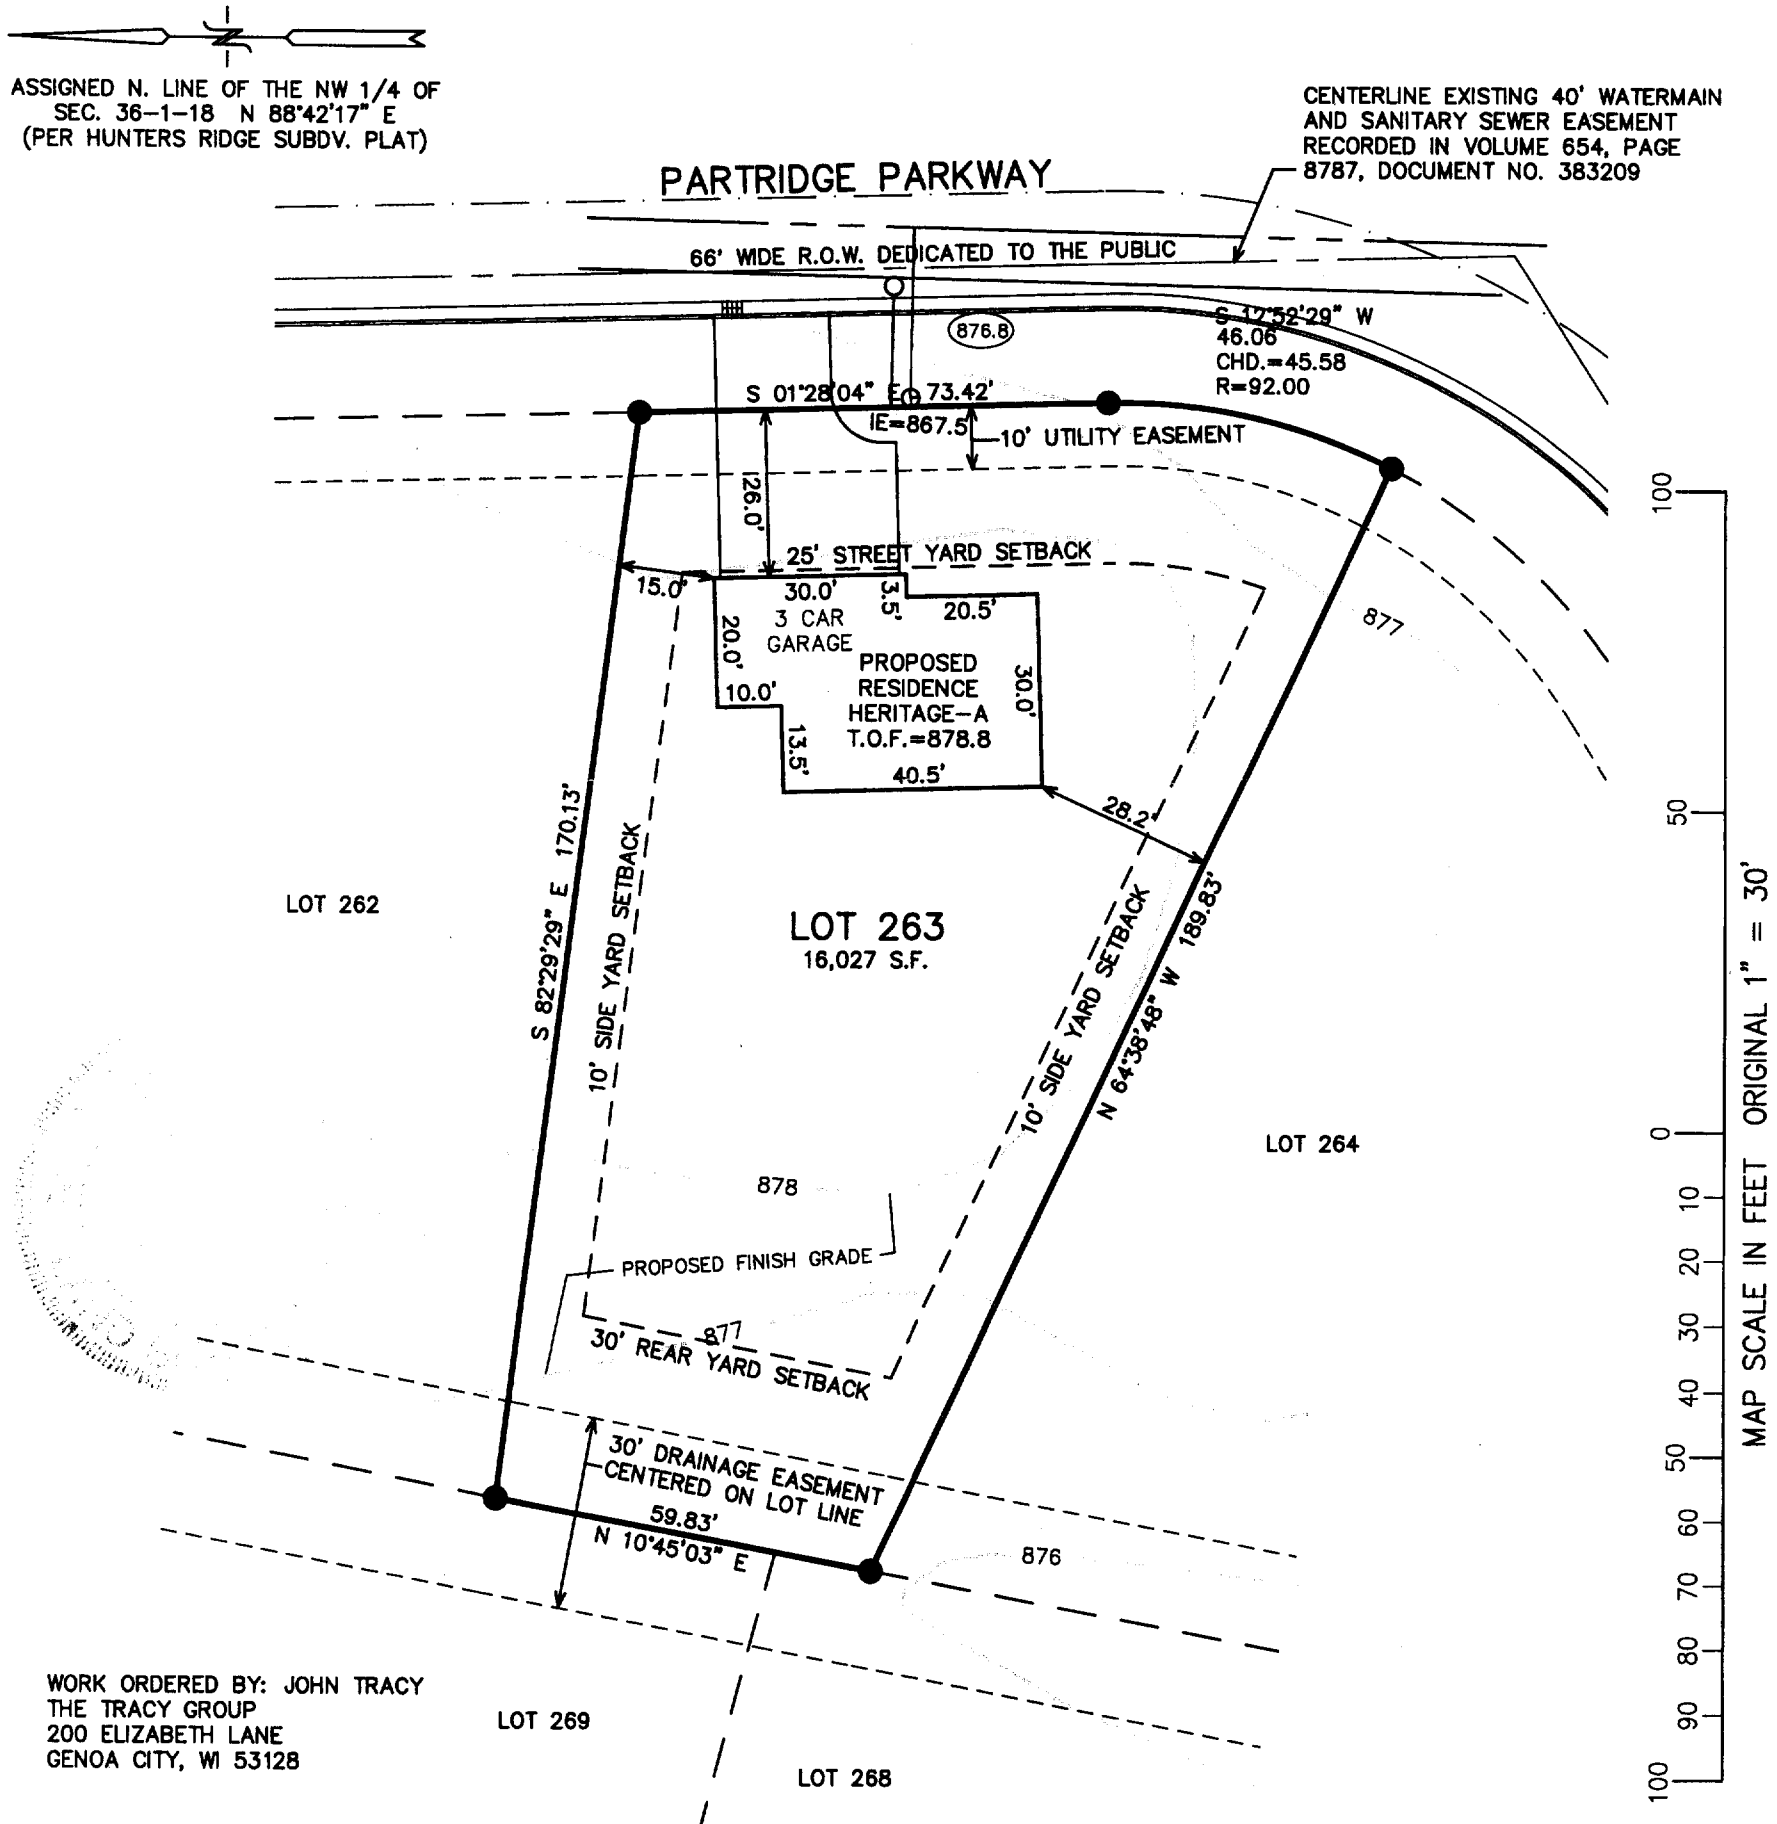 ASSIGNED N. LINE OF THE NW 1/4 OF
SEC. 36-1-18 N 88°42'17" E
(PER HUNTERS RIDGE SUBDV. PLAT)
CENTERLINE EXISTING 40' WATERMAIN
AND SANITARY SEWER EASEMENT
RECORDED IN VOLUME 654, PAGE
8787, DOCUMENT NO. 383209
PARTRIDGE PARKWAY
66' WIDE R.O.W. DEDICATED TO THE PUBLIC
876.8
S 17°52'29" W
46.06'
CHD.=45.58
R=92.00
S 01°28'04" E 73.42'
IE=867.5
10' UTILITY EASEMENT
26.0'
25' STREET YARD SETBACK
15.0'
30.0'
3.5'
20.5'
3 CAR
GARAGE
20.0'
10.0'
PROPOSED
RESIDENCE
HERITAGE-A
T.O.F.=878.8
30.0'
13.5'
40.5'
877
28.2'
S 82°29'29" E 170.13'
10' SIDE YARD SETBACK
LOT 262
LOT 263
16,027 S.F.
10' SIDE YARD SETBACK
N 64°38'48" W 189.83'
LOT 264
878
PROPOSED FINISH GRADE
877
30' REAR YARD SETBACK
30' DRAINAGE EASEMENT
CENTERED ON LOT LINE
59.83'
N 10°45'03" E
876
WORK ORDERED BY: JOHN TRACY
THE TRACY GROUP
200 ELIZABETH LANE
GENOA CITY, WI 53128
LOT 269
LOT 268
100
50
0
10
20
30
40
50
60
70
80
90
100
MAP SCALE IN FEET ORIGINAL 1" = 30'